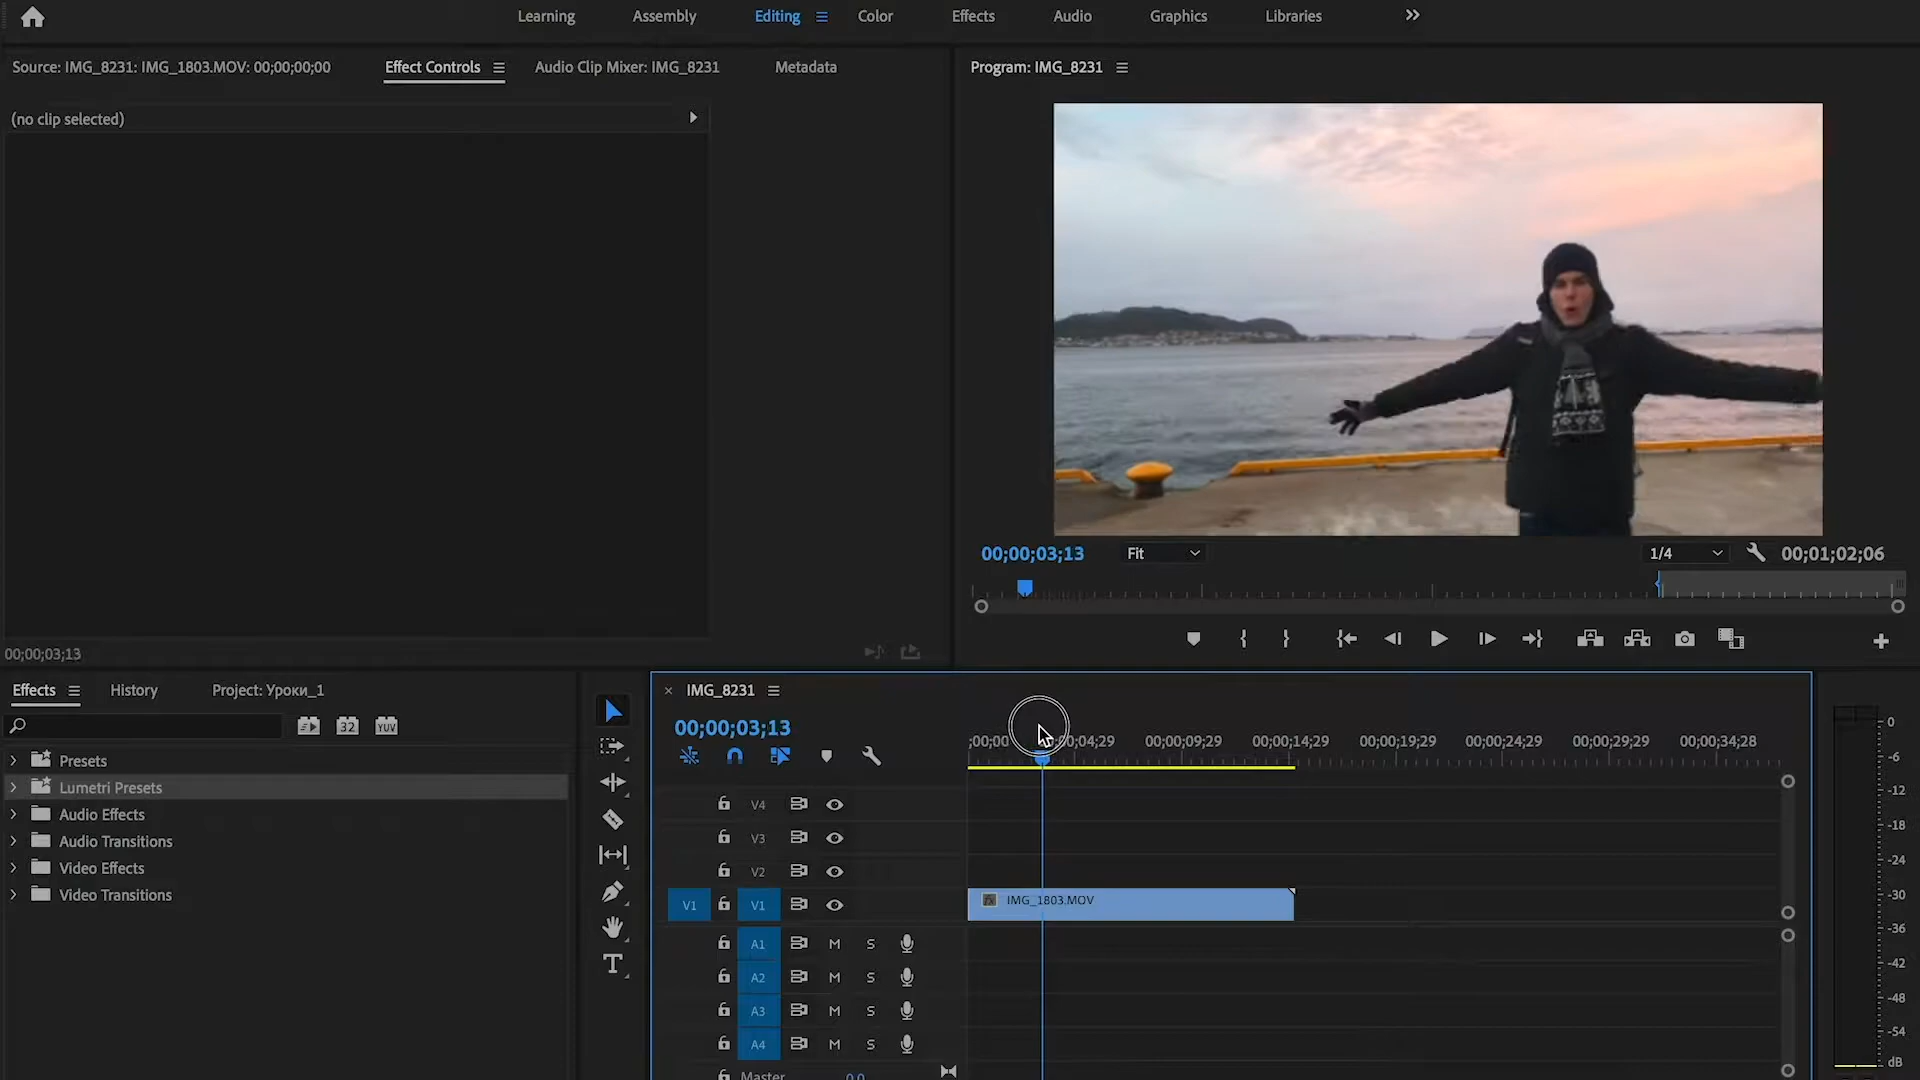 Learning Assembly Editing Color Effects Audio Graphics Libraries
Source: IMG_8231: IMG_1803.MOV: 00;00;00;00 Effect Controls Audio Clip Mixer: IMG_8231 Metadata
Program: IMG_8231
(no clip selected)
00;00;03;13 Fit 1/4 00;01;02;06
00;00;03;13
Effects History Project: Уроки_1
IMG_8231
00;00;03;13
32 YUV
;00;00 04;29 00;00;09;29 00;00;14;29 00;00;19;29 00;00;24;29 00;00;29;29 00;00;34;28
Presets
Lumetri Presets
Audio Effects
Audio Transitions
Video Effects
Video Transitions
V4
V3
V2
V1 V1 fx IMG_1803.MOV
A1 M S
A2 M S
A3 M S
A4 M S
Master 0.0
0
-6
-12
-18
-24
-30
-36
-42
-48
-54
dB